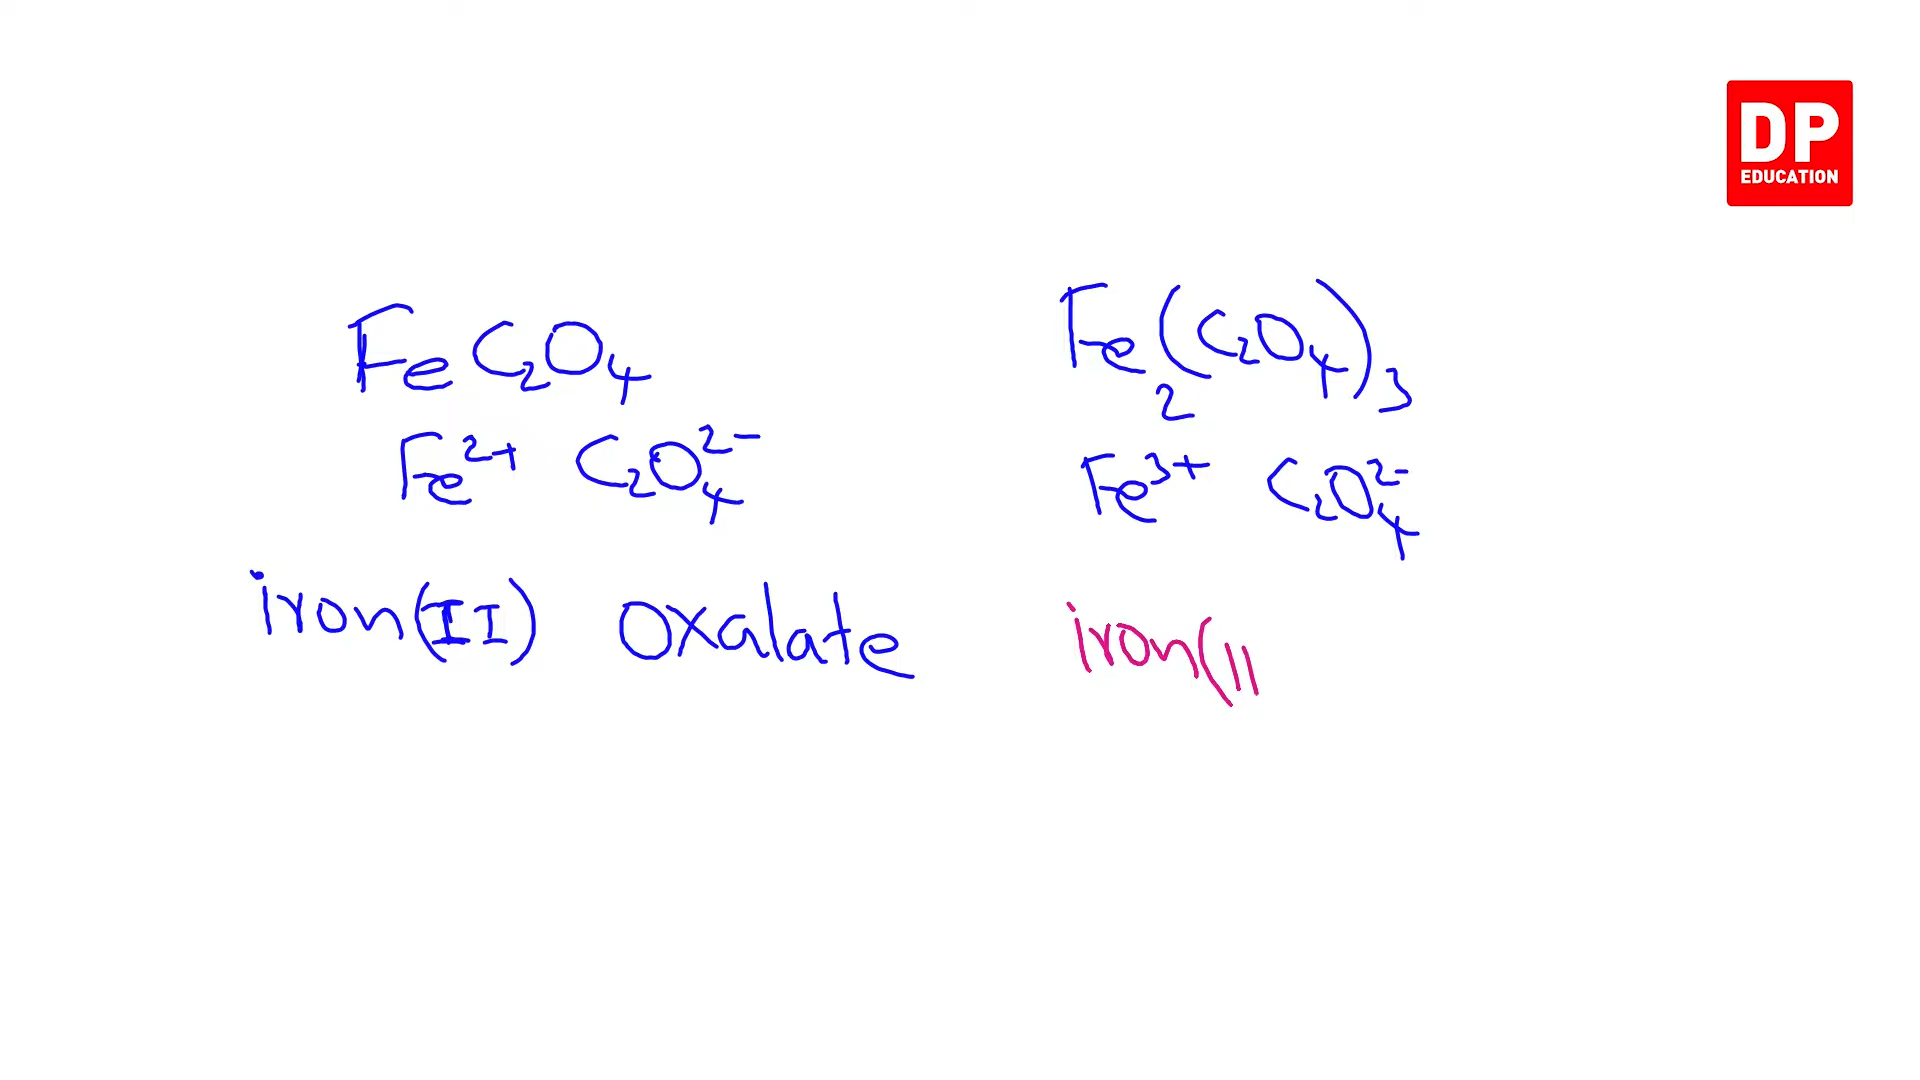 DP
EDUCATION
FeC₂O₄
Fe₂(C₂O₄)₃
Fe²⁺ C₂O₄²⁻
Fe³⁺ C₂O₄²⁻
iron(II) Oxalate
iron(II